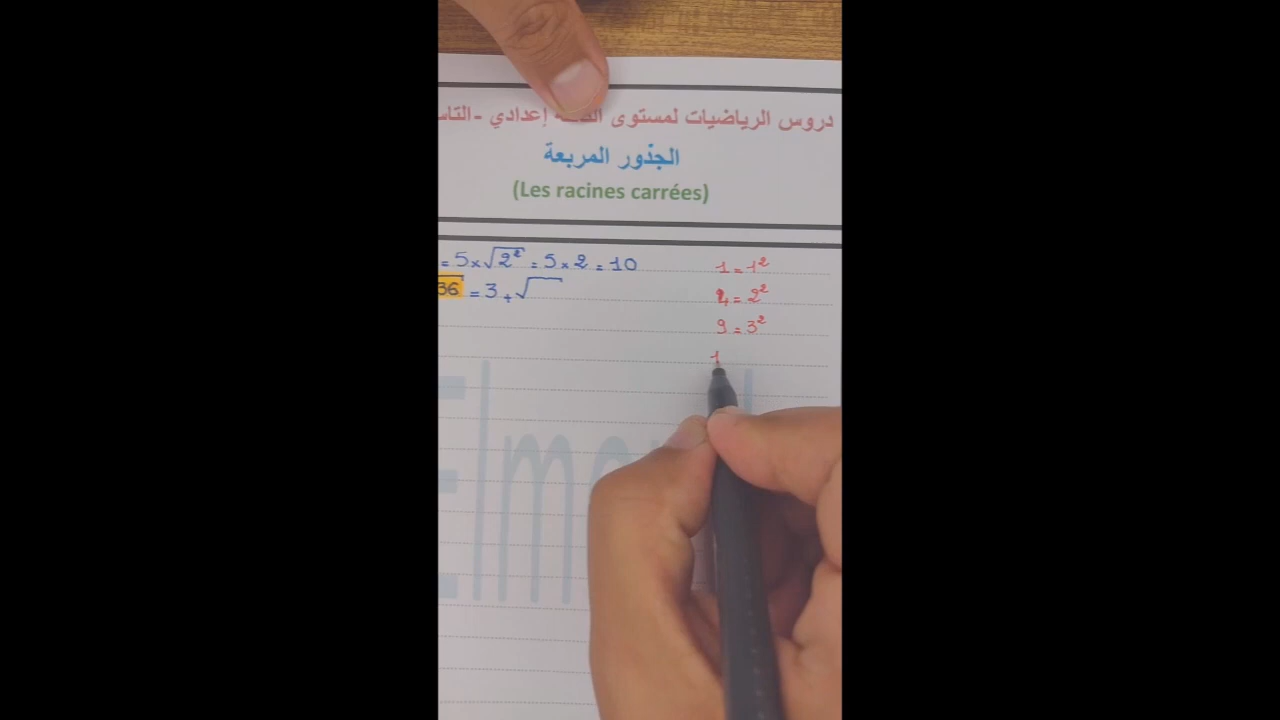 دروس الرياضيات لمستوى إعدادي -
الجذور المربعة
(Les racines carrées)
= 5 × √2² = 5 × 2 = 10
36 = 3 + √
1 = 1²
4 = 2²
9 = 3²
1